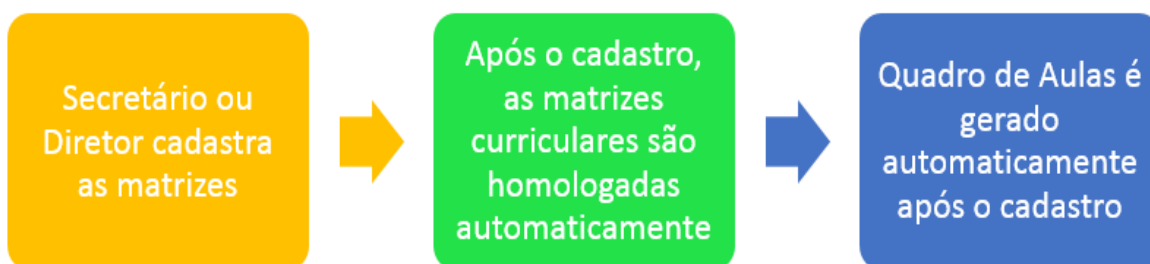 Secretário ou
Diretor cadastra
as matrizes
Após o cadastro,
as matrizes
curriculares são
homologadas
automaticamente
Quadro de Aulas é
gerado
automaticamente
após o cadastro